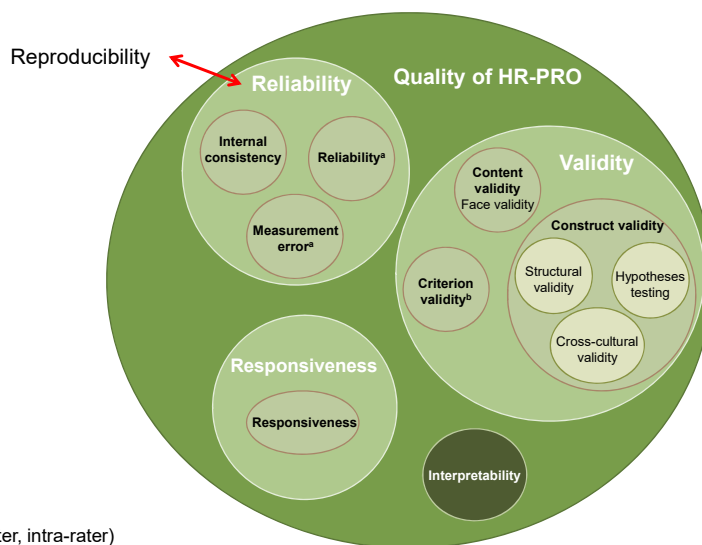 Reproducibility
Reliability
Quality of HR-PRO
Internal
consistency
Reliabilityᵃ
Measurement
errorᵃ
Validity
Content
validity
Face validity
Construct validity
Structural
validity
Hypotheses
testing
Cross-cultural
validity
Criterion
validityᵇ
Responsiveness
Responsiveness
Interpretability
intra-rater)